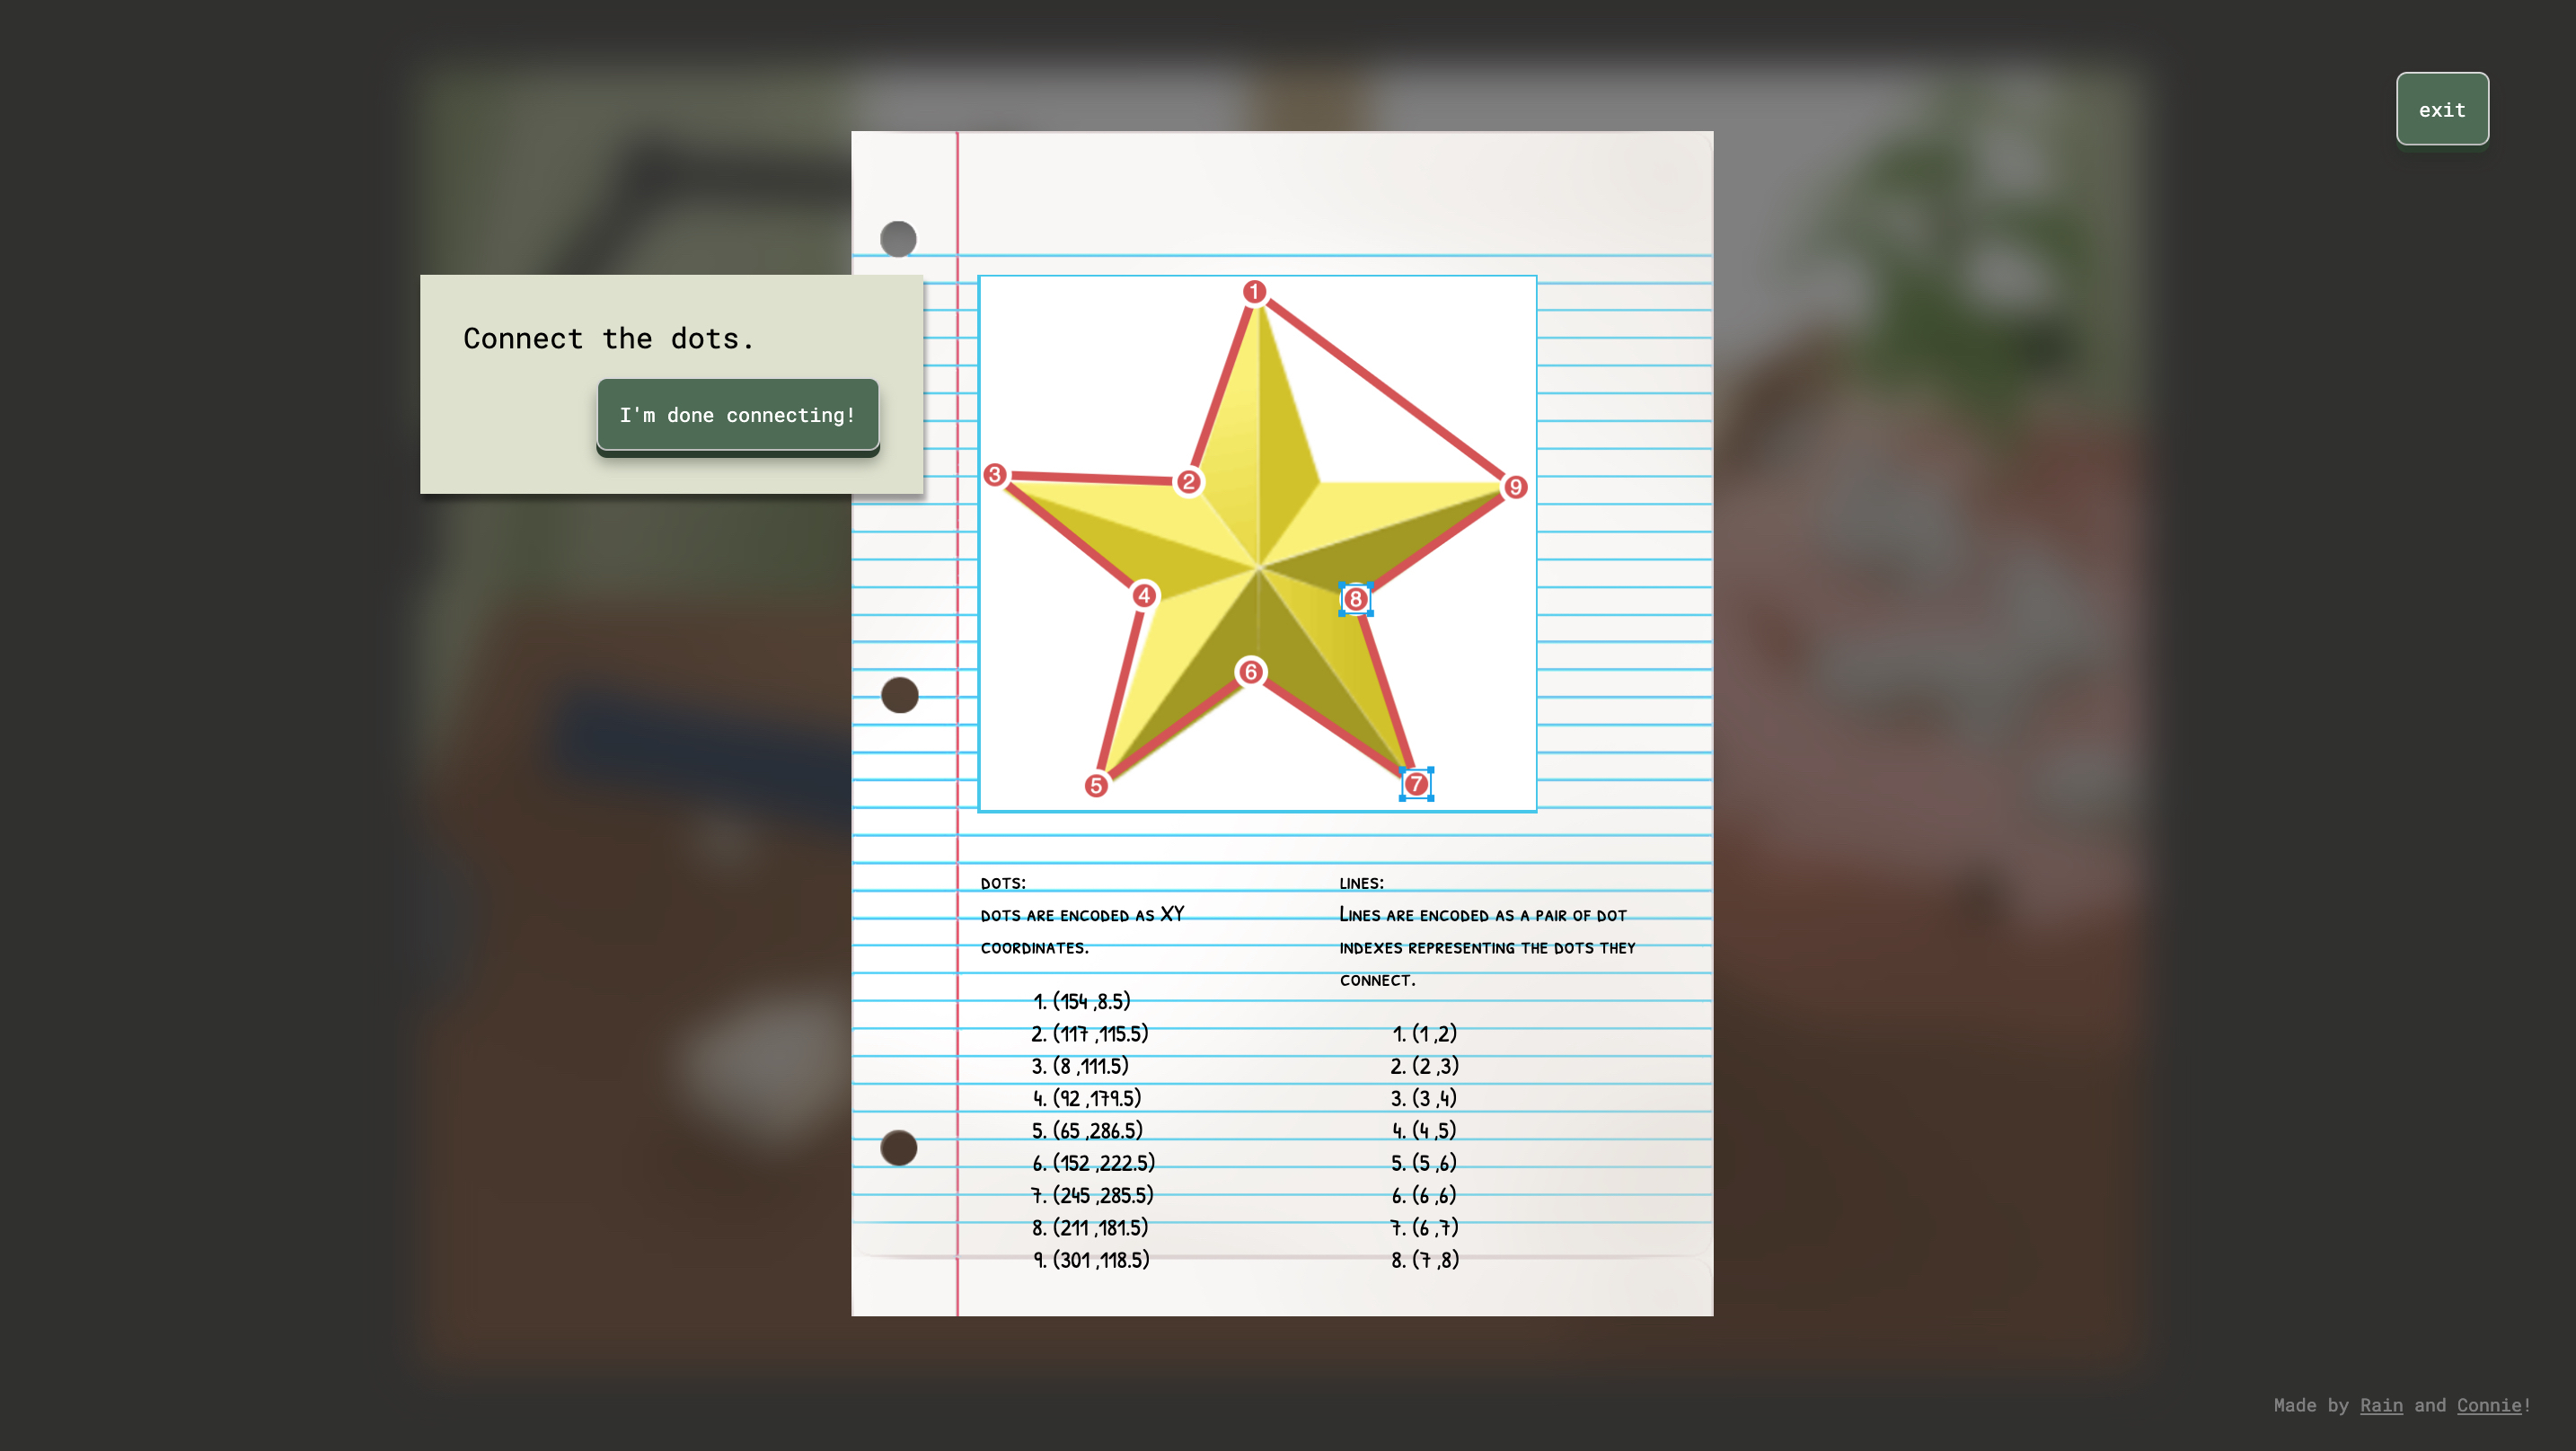 exit
Connect the dots.
I'm done connecting!
1
2
3
9
4
8
6
5
7
DOTS:
DOTS ARE ENCODED AS XY
COORDINATES.
1. (154 ,8.5)
2. (117 ,115.5)
3. (8 ,111.5)
4. (92 ,179.5)
5. (65 ,286.5)
6. (152 ,222.5)
7. (245 ,285.5)
8. (211 ,181.5)
9. (301 ,118.5)
LINES:
LINES ARE ENCODED AS A PAIR OF DOT
INDEXES REPRESENTING THE DOTS THEY
CONNECT.
1. (1 ,2)
2. (2 ,3)
3. (3 ,4)
4. (4 ,5)
5. (5 ,6)
6. (6 ,6)
7. (6 ,7)
8. (7 ,8)
Made by Rain and Connie!